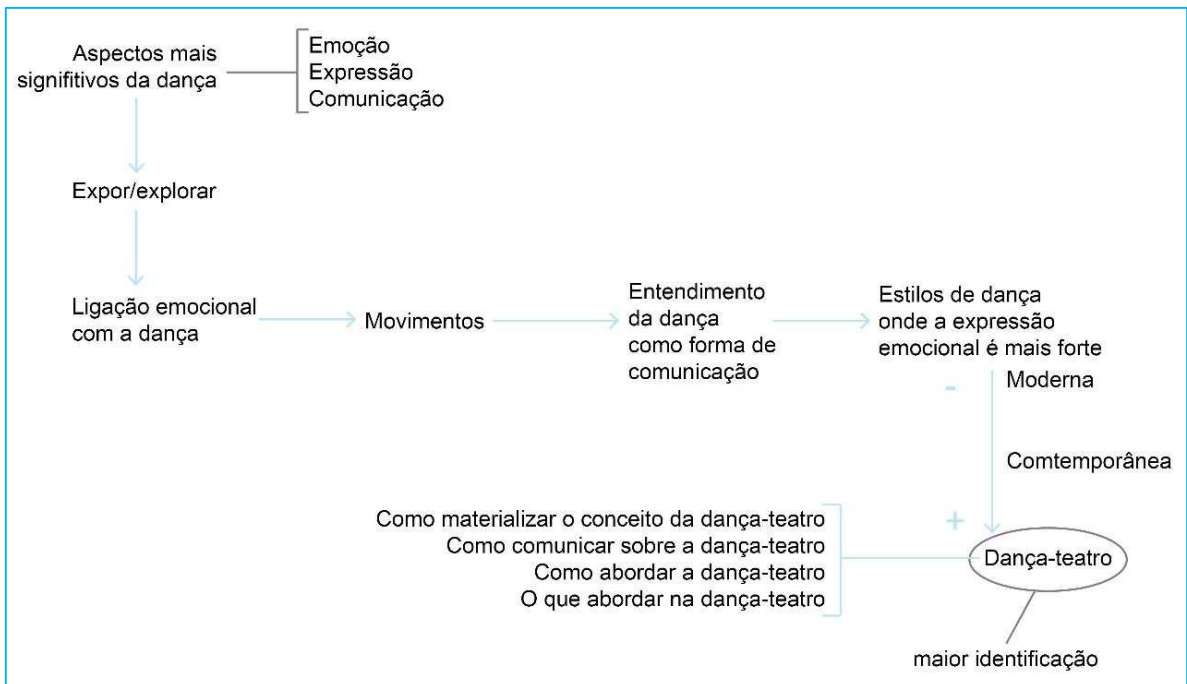 Aspectos mais
signifitivos da dança
Emoção
Expressão
Comunicação
Expor/explorar
Ligação emocional
com a dança
Movimentos
Entendimento
da dança
como forma de
comunicação
Estilos de dança
onde a expressão
emocional é mais forte
-
Moderna
Comtemporânea
+
Dança-teatro
maior identificação
Como materializar o conceito da dança-teatro
Como comunicar sobre a dança-teatro
Como abordar a dança-teatro
O que abordar na dança-teatro